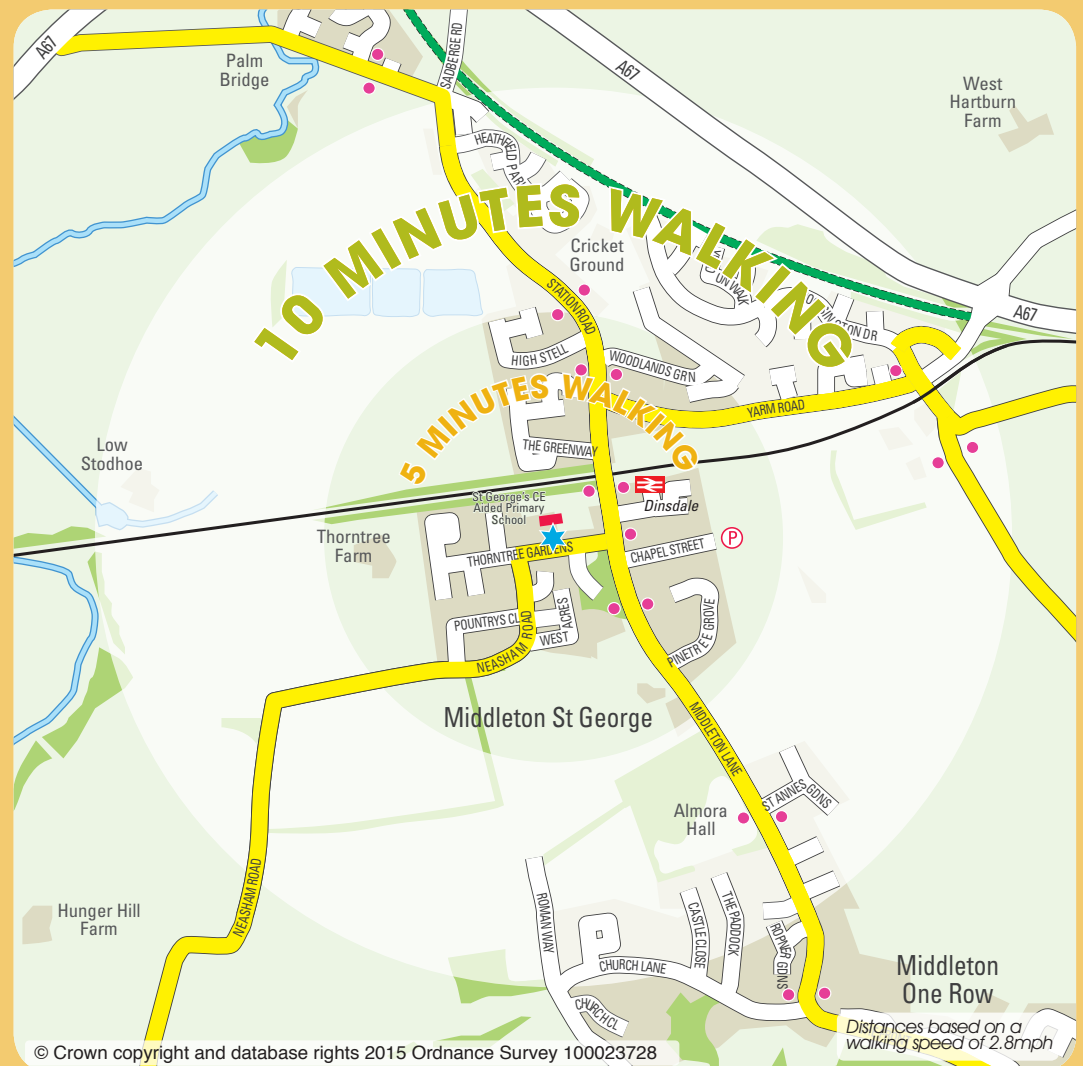 A67
Palm
Bridge
SADBERGE RD
A67
West
Hartburn
Farm
HEATHFIELD PARK
10 MINUTES WALKING
Cricket
Ground
STATION ROAD
A67
HIGH STELL
WOODLANDS GRN
5 MINUTES WALKING
YARM ROAD
THE GREENWAY
Low
Stodhoe
St George's CE
Aided Primary
School
Dinsdale
Thorntree
Farm
THORNTREE GARDENS
CHAPEL STREET
P
POUNTRYS CL
WEST ACRES
NEASHAM ROAD
PINETREE GROVE
Middleton St George
MIDDLETON LANE
ST ANNES GDNS
Almora
Hall
NEASHAM ROAD
Hunger Hill
Farm
ROMAN WAY
CASTLE CLOSE
THE PADDOCK
ROPNER GDNS
CHURCH LANE
CHURCH CL
Middleton
One Row
Distances based on a
walking speed of 2.8mph
© Crown copyright and database rights 2015 Ordnance Survey 100023728